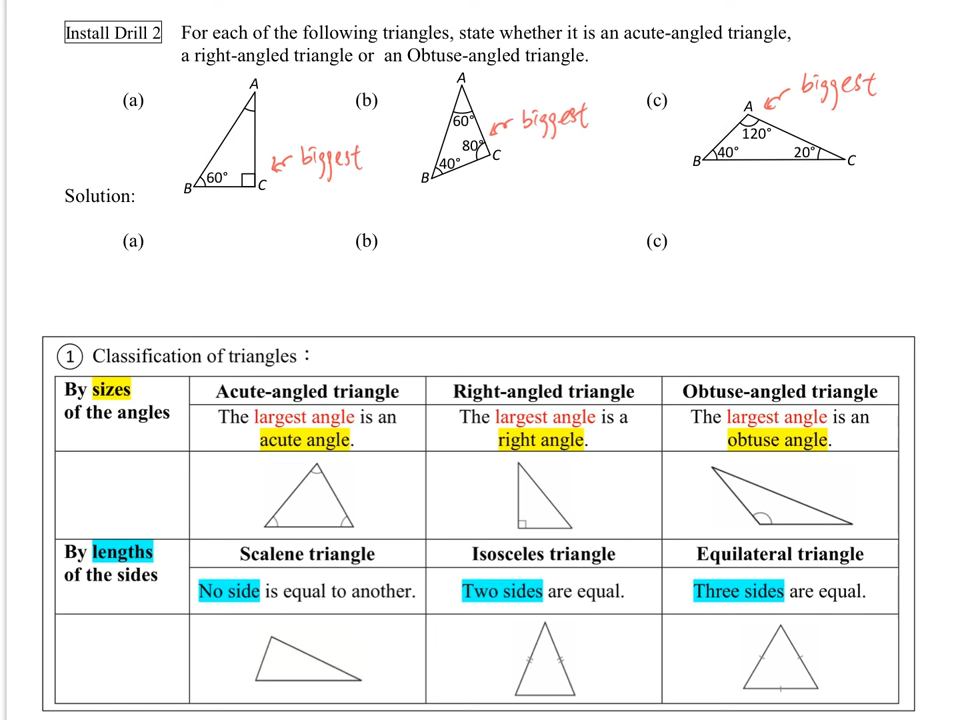 Install Drill 2 For each of the following triangles, state whether it is an acute-angled triangle,
a right-angled triangle or an Obtuse-angled triangle.
(a) A B C 60° biggest
(b) A B C 60° 80° 40° biggest
(c) A B C 120° 40° 20° biggest
Solution:
(a) (b) (c)
① Classification of triangles：
By sizes
of the angles
Acute-angled triangle Right-angled triangle Obtuse-angled triangle
The largest angle is an
acute angle.
The largest angle is a
right angle.
The largest angle is an
obtuse angle.
By lengths
of the sides
Scalene triangle Isosceles triangle Equilateral triangle
No side is equal to another. Two sides are equal. Three sides are equal.